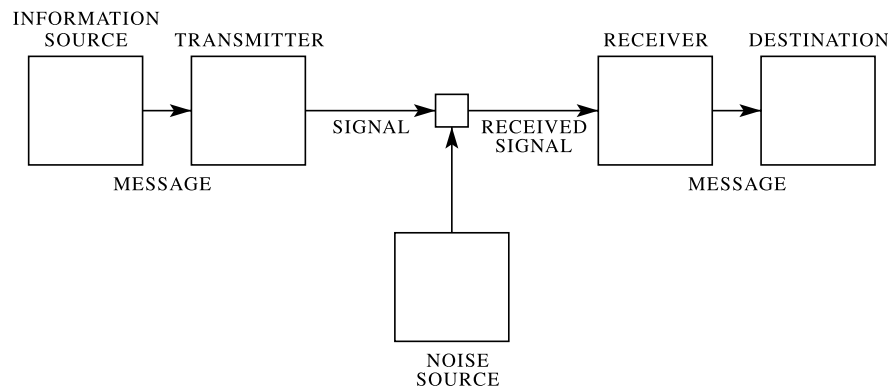 INFORMATION
SOURCE
TRANSMITTER
RECEIVER
DESTINATION
SIGNAL
RECEIVED
SIGNAL
MESSAGE
MESSAGE
NOISE
SOURCE